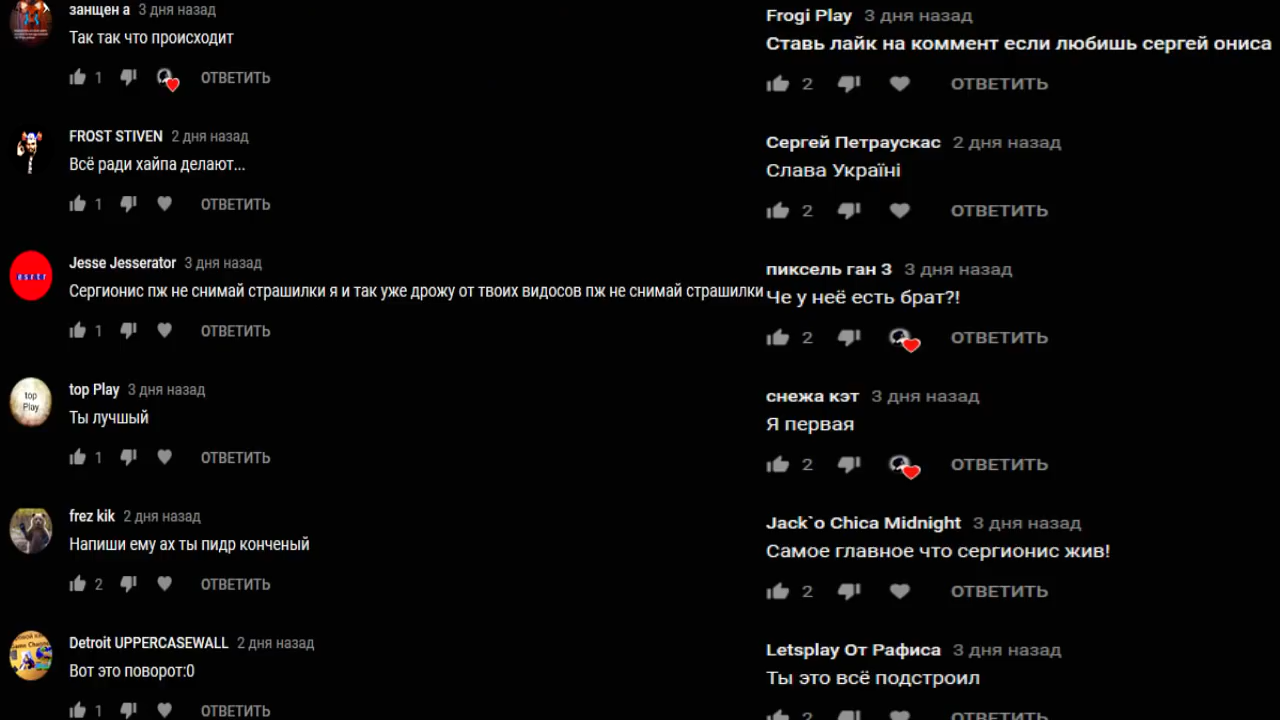 занщен а 3 дня назад
Так так что происходит
1 ОТВЕТИТЬ
FROST STIVEN 2 дня назад
Всё ради хайпа делают...
1 ОТВЕТИТЬ
Jesse Jesserator 3 дня назад
esrtr
Сергионис пж не снимай страшилки я и так уже дрожу от твоих видосов пж не снимай страшилки
1 ОТВЕТИТЬ
top Play 3 дня назад
top
Play
Ты лучшый
1 ОТВЕТИТЬ
frez kik 2 дня назад
Напиши ему ах ты пидр конченый
2 ОТВЕТИТЬ
Detroit UPPERCASEWALL 2 дня назад
Вот это поворот:0
1 ОТВЕТИТЬ
Frogi Play 3 дня назад
Ставь лайк на коммент если любишь сергей ониса
2 ОТВЕТИТЬ
Сергей Петраускас 2 дня назад
Слава Україні
2 ОТВЕТИТЬ
пиксель ган 3 3 дня назад
Че у неё есть брат?!
2 ОТВЕТИТЬ
снежа кэт 3 дня назад
Я первая
2 ОТВЕТИТЬ
Jack`o Chica Midnight 3 дня назад
Самое главное что сергионис жив!
2 ОТВЕТИТЬ
Letsplay От Рафиса 3 дня назад
Ты это всё подстроил
2 ОТВЕТИТЬ